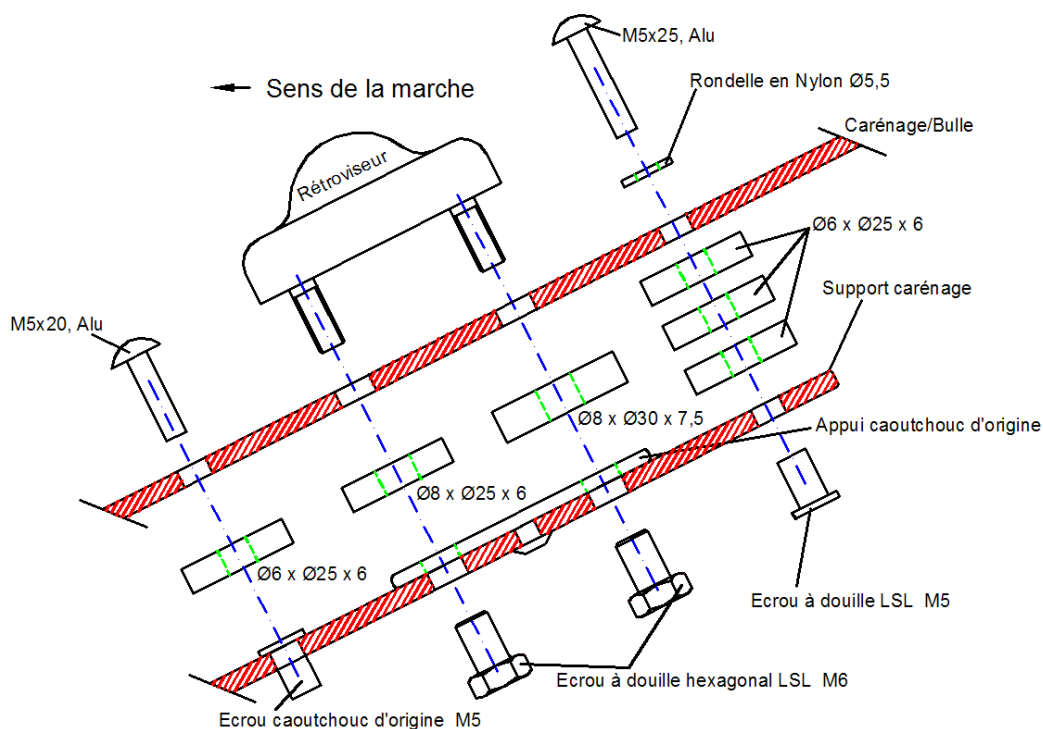 M5x25, Alu
Rondelle en Nylon Ø5,5
Sens de la marche
Carénage/Bulle
Rétroviseur
Ø6 x Ø25 x 6
Support carénage
M5x20, Alu
Ø8 x Ø30 x 7,5
Appui caoutchouc d'origine
Ø8 x Ø25 x 6
Ø6 x Ø25 x 6
Ecrou à douille LSL  M5
Ecrou à douille hexagonal LSL  M6
Ecrou caoutchouc d'origine  M5